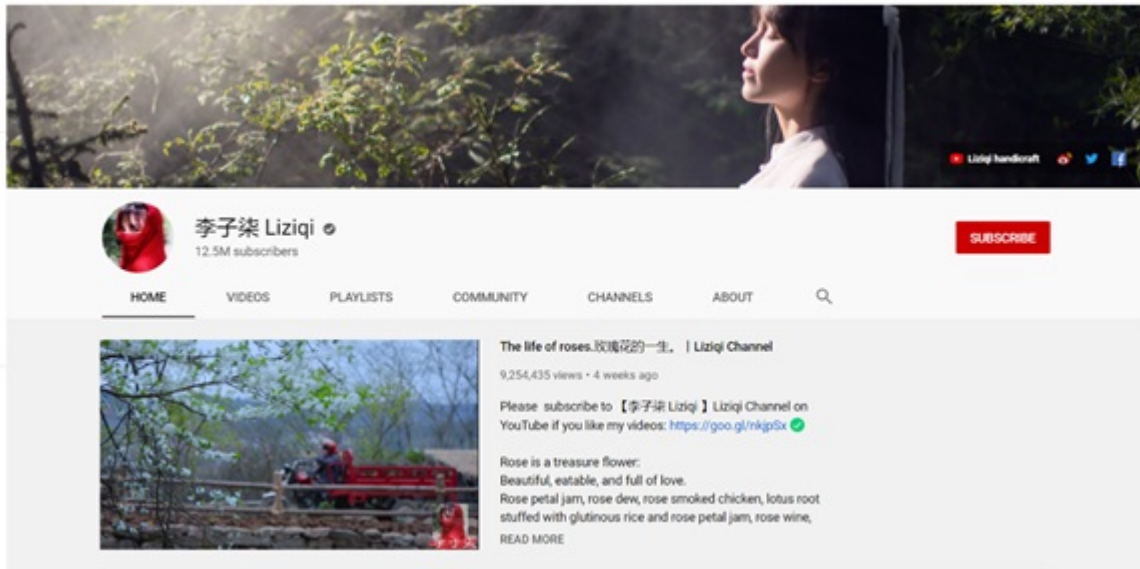 Liziqi handicraft
李子柒 Liziqi
12.5M subscribers
SUBSCRIBE
HOME VIDEOS PLAYLISTS COMMUNITY CHANNELS ABOUT
The life of roses.玫瑰花的一生。 | Liziqi Channel
9,254,435 views • 4 weeks ago
Please subscribe to 【李子柒 Liziqi 】Liziqi Channel on
YouTube if you like my videos: https://goo.gl/nkjpSx
Rose is a treasure flower:
Beautiful, eatable, and full of love.
Rose petal jam, rose dew, rose smoked chicken, lotus root
stuffed with glutinous rice and rose petal jam, rose wine,
READ MORE
李子柒